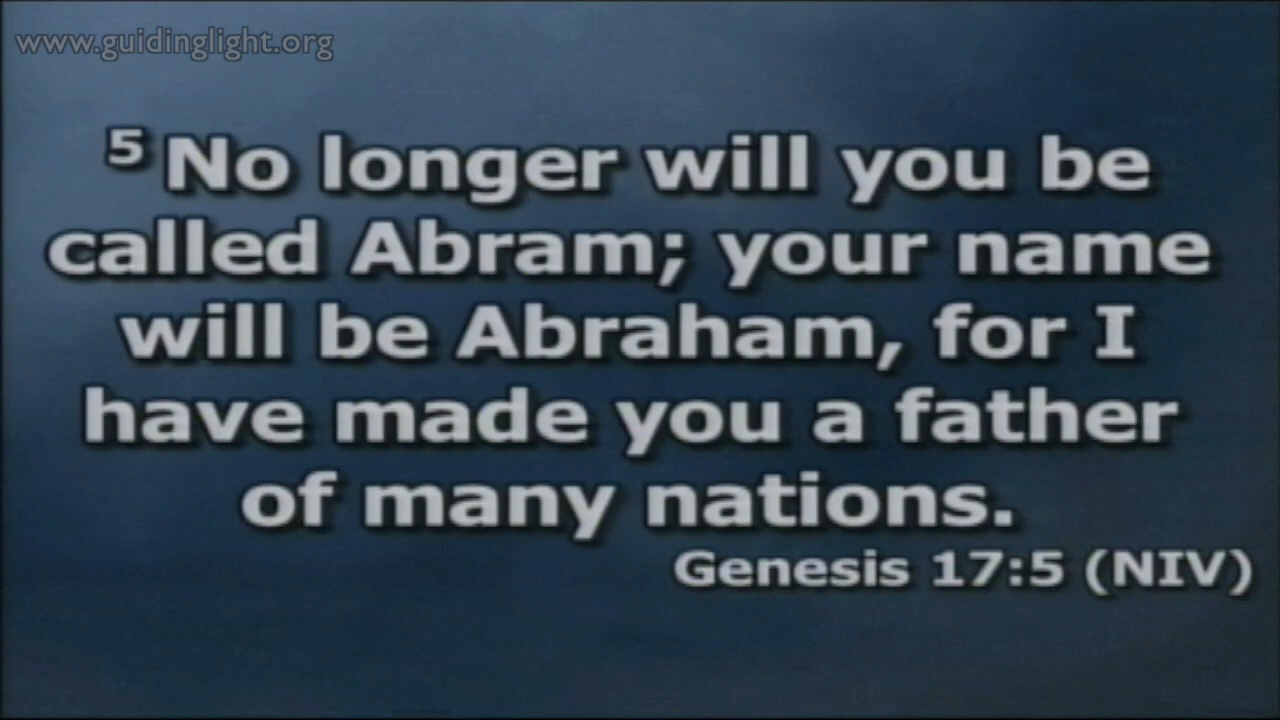 www.guidinglight.org
5 No longer will you be
called Abram; your name
will be Abraham, for I
have made you a father
of many nations.
Genesis 17:5 (NIV)